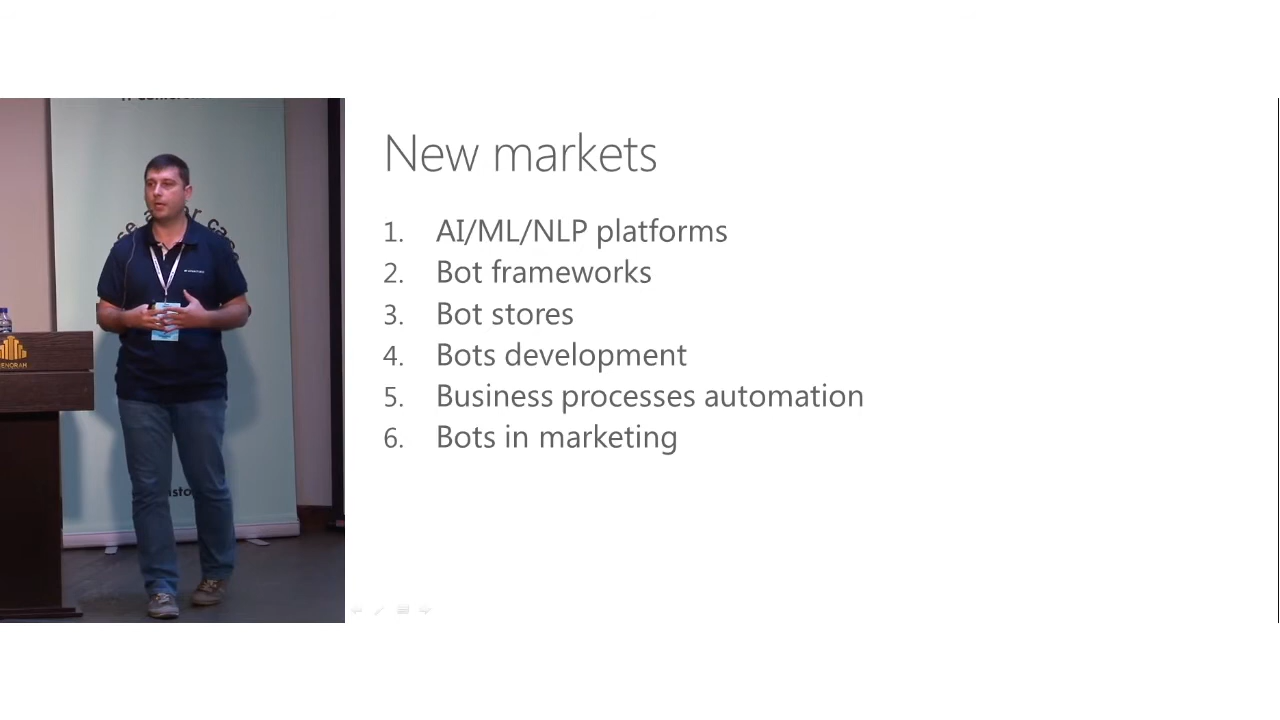 New markets
1. AI/ML/NLP platforms
2. Bot frameworks
3. Bot stores
4. Bots development
5. Business processes automation
6. Bots in marketing